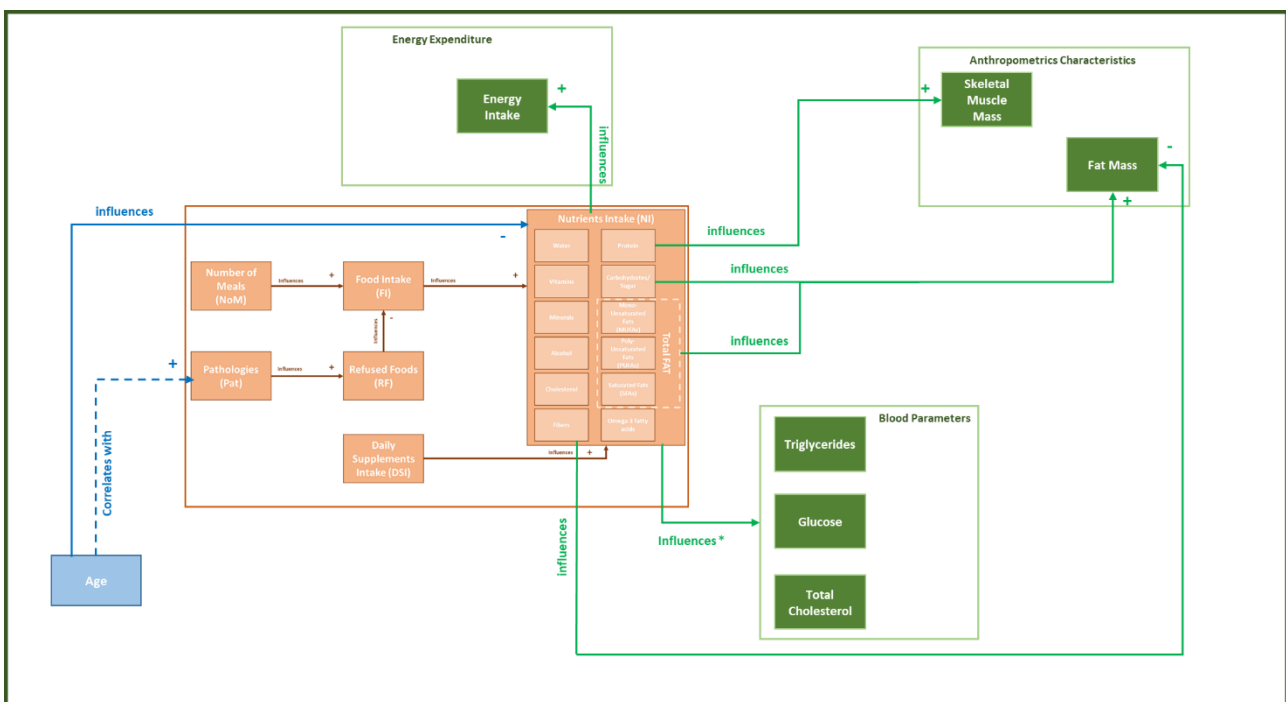 Energy Expenditure
Energy
Intake
+
influences
Anthropometrics Characteristics
Skeletal
Muscle
Mass
+
Fat Mass
-
+
influences
-
Nutrients Intake (NI)
Water
Protein
Vitamins
Carbohydrates/
Sugar
Minerals
Mono-
Unsaturated
Fats
(MUFAs)
Alcohol
Poly-
Unsaturated
Fats
(PUFAs)
Cholesterol
Saturated Fats
(SFAs)
Total FAT
Fibers
Omega 3 fatty
acids
influences
influences
influences
Number of
Meals
(NoM)
Influences
+
Food Intake
(FI)
Influences
+
Influences
-
Pathologies
(Pat)
+
Influences
+
Refused Foods
(RF)
Daily
Supplements
Intake (DSI)
Influences
+
Correlates with
Age
influences
Influences *
Blood Parameters
Triglycerides
Glucose
Total
Cholesterol